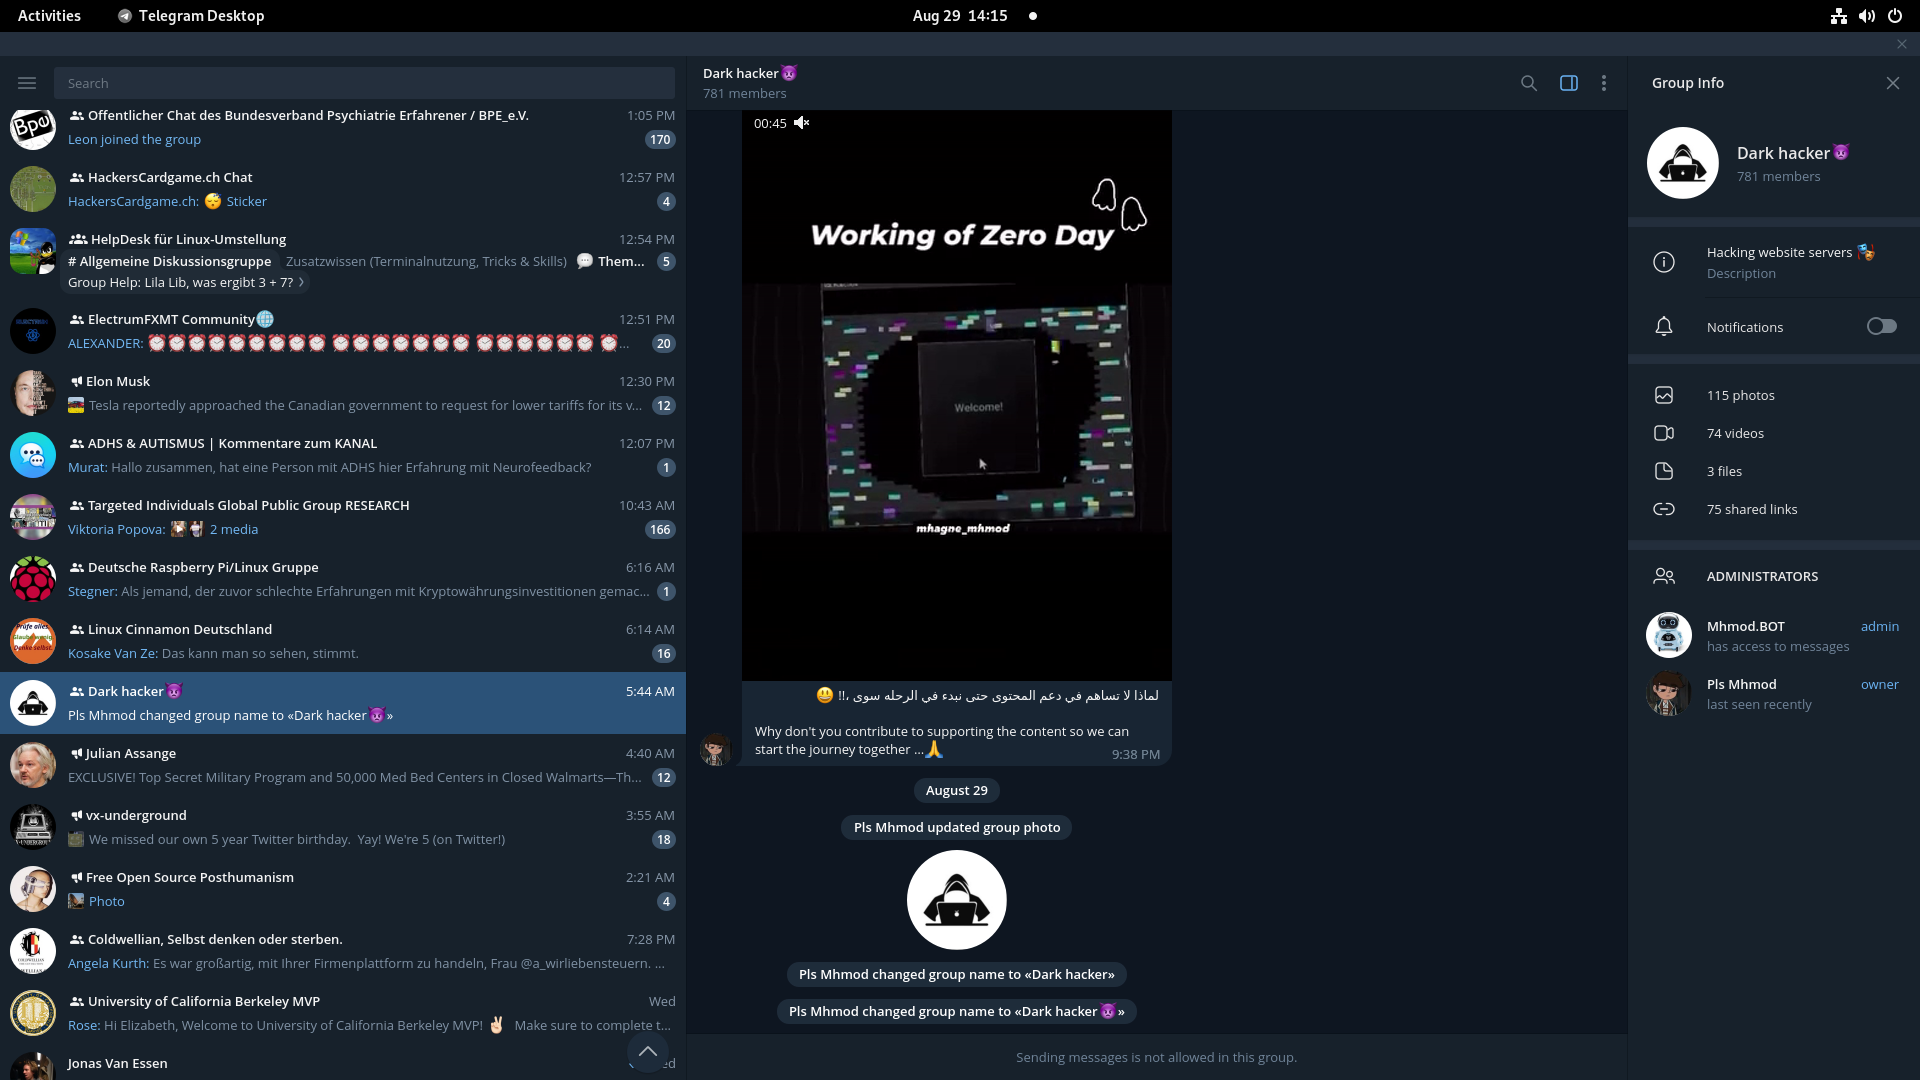 Activities
Telegram Desktop
Aug 29 14:15
Search
Offentlicher Chat des Bundesverband Psychiatrie Erfahrener / BPE_e.V. 1:05 PM
Leon joined the group 170
HackersCardgame.ch Chat 12:57 PM
HackersCardgame.ch: 😴 Sticker 4
HelpDesk für Linux-Umstellung 12:54 PM
# Allgemeine Diskussionsgruppe Zusatzwissen (Terminalnutzung, Tricks & Skills) 💬 Them... 5
Group Help: Lila Lib, was ergibt 3 + 7?
ElectrumFXMT Community🌐 12:51 PM
ALEXANDER: ⏰⏰⏰⏰⏰⏰⏰⏰⏰ ⏰⏰⏰⏰⏰⏰⏰ ⏰⏰⏰⏰⏰⏰ ⏰... 20
Elon Musk 12:30 PM
Tesla reportedly approached the Canadian government to request for lower tariffs for its v... 12
ADHS & AUTISMUS | Kommentare zum KANAL 12:07 PM
Murat: Hallo zusammen, hat eine Person mit ADHS hier Erfahrung mit Neurofeedback? 1
Targeted Individuals Global Public Group RESEARCH 10:43 AM
Viktoria Popova: 2 media 166
Deutsche Raspberry Pi/Linux Gruppe 6:16 AM
Stegner: Als jemand, der zuvor schlechte Erfahrungen mit Kryptowährungsinvestitionen gemac... 1
Linux Cinnamon Deutschland 6:14 AM
Kosake Van Ze: Das kann man so sehen, stimmt. 16
Dark hacker😈 5:44 AM
Pls Mhmod changed group name to «Dark hacker😈»
Julian Assange 4:40 AM
EXCLUSIVE! Top Secret Military Program and 50,000 Med Bed Centers in Closed Walmarts—Th... 12
vx-underground 3:55 AM
We missed our own 5 year Twitter birthday. Yay! We're 5 (on Twitter!) 18
Free Open Source Posthumanism 2:21 AM
Photo 4
Coldwellian, Selbst denken oder sterben. 7:28 PM
Angela Kurth: Es war großartig, mit Ihrer Firmenplattform zu handeln, Frau @a_wirliebensteuern. ...
University of California Berkeley MVP Wed
Rose: Hi Elizabeth, Welcome to University of California Berkeley MVP! ✌🏻 Make sure to complete t...
Jonas Van Essen
Dark hacker😈
781 members
00:45
Working of Zero Day
Welcome!
mhagne_mhmod
لماذا لا تساهم في دعم المحتوى حتى نبدء في الرحله سوى ،!! 😃
Why don't you contribute to supporting the content so we can
start the journey together ...🙏
9:38 PM
August 29
Pls Mhmod updated group photo
Pls Mhmod changed group name to «Dark hacker»
Pls Mhmod changed group name to «Dark hacker😈»
Sending messages is not allowed in this group.
Group Info
Dark hacker😈
781 members
Hacking website servers 🎭
Description
Notifications
115 photos
74 videos
3 files
75 shared links
ADMINISTRATORS
Mhmod.BOT admin
has access to messages
Pls Mhmod owner
last seen recently